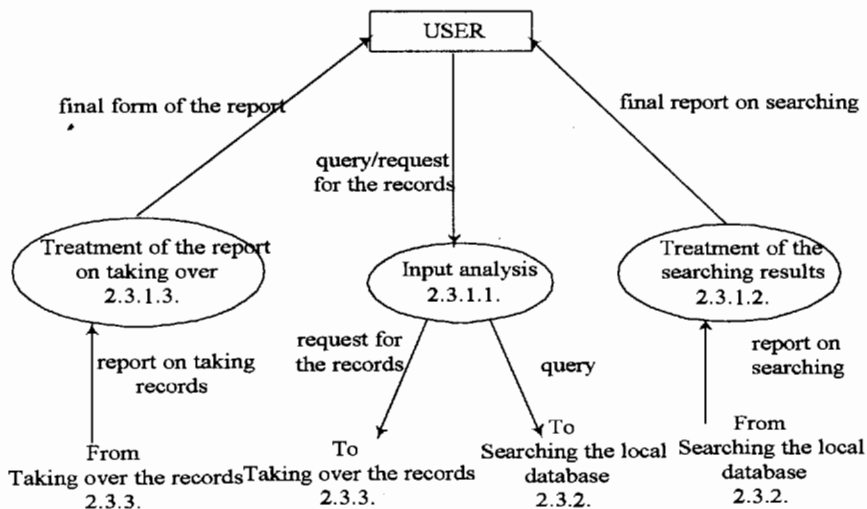 USER
final form of the report
final report on searching
query/request
for the records
Treatment of the report
on taking over
2.3.1.3.
Input analysis
2.3.1.1.
Treatment of the
searching results
2.3.1.2.
request for
the records
report on taking
records
query
report on
searching
From
Taking over the records
2.3.3.
To
Taking over the records
2.3.3.
To
Searching the local
database
2.3.2.
From
Searching the local
database
2.3.2.